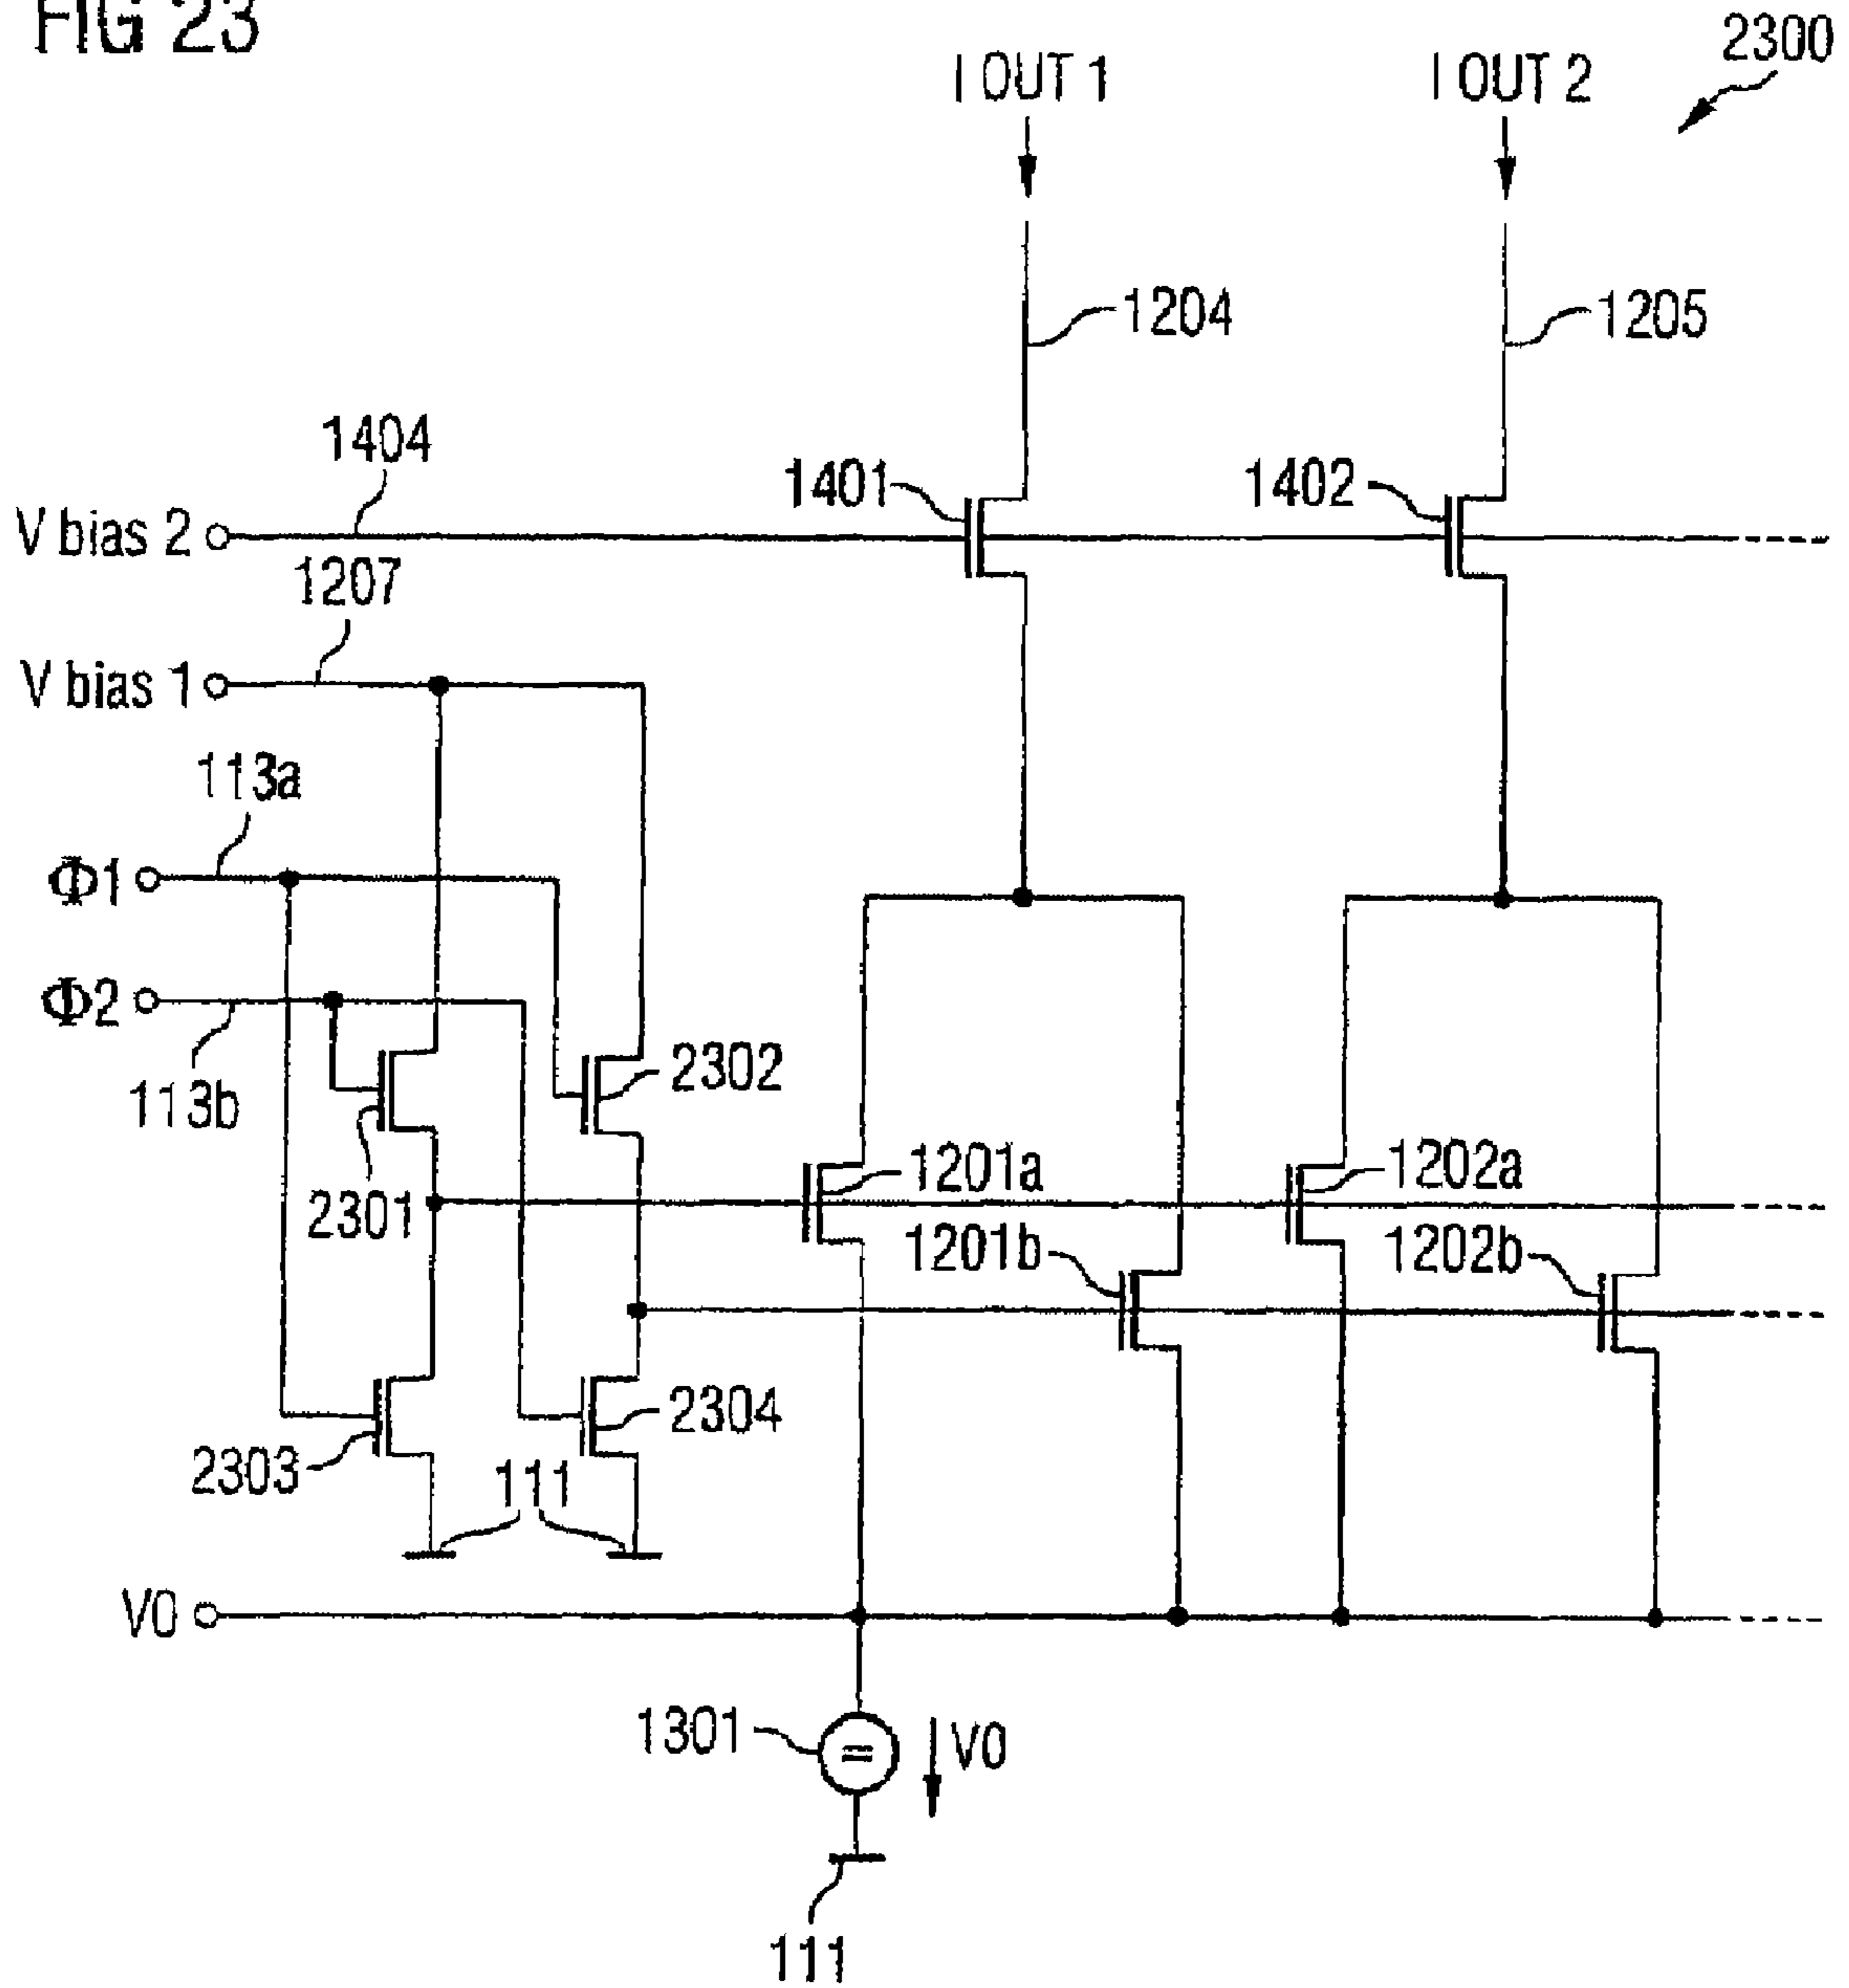 FIG 23
2300
I OUT 1
I OUT 2
1204
1205
1404
1401
1402
V bias 2
1207
V bias 1
113a
Φ1
Φ2
113b
2302
2301
1201a
1202a
1201b
1202b
2303
2304
111
V0
1301
V0
111